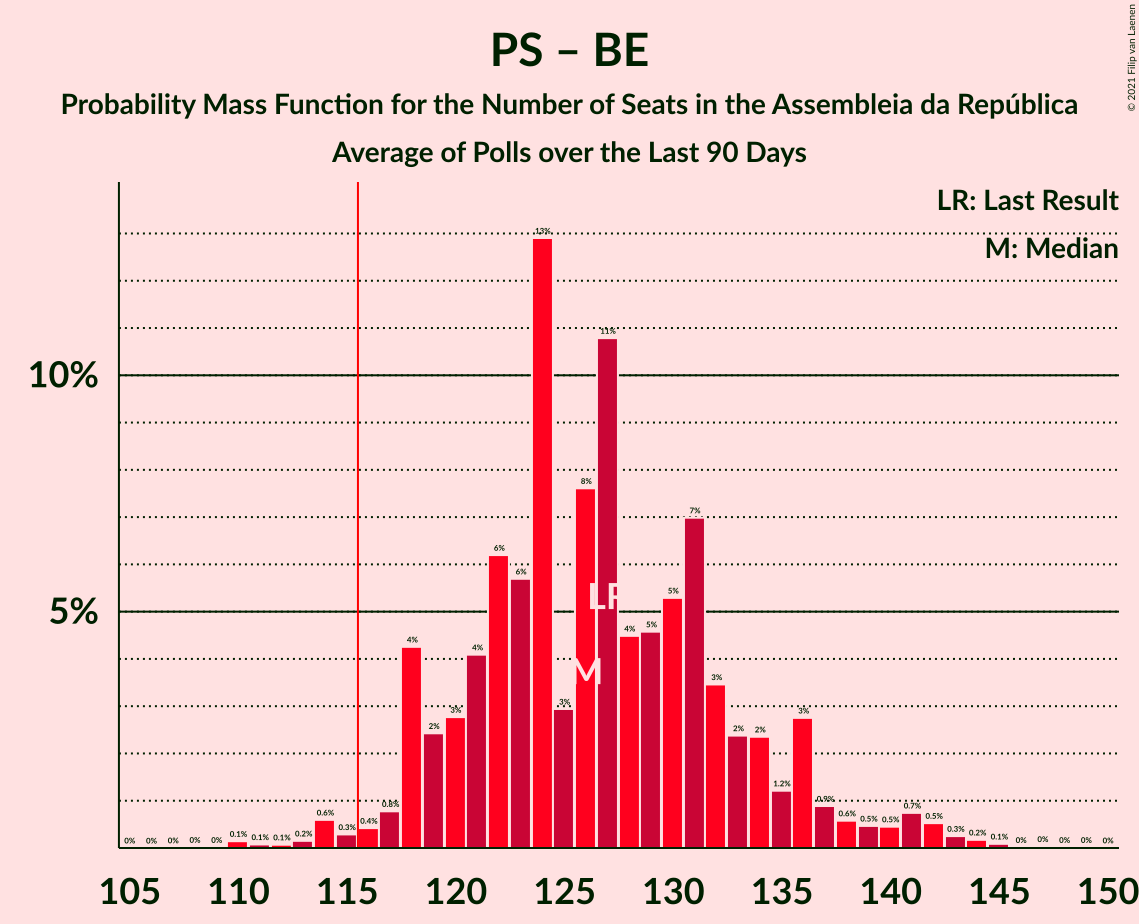 PS – BE
Probability Mass Function for the Number of Seats in the Assembleia da República
Average of Polls over the Last 90 Days
© 2021 Filip van Laenen
LR: Last Result
M: Median
10%
5%
0% 0% 0% 0% 0% 0.1% 0.1% 0.1% 0.2% 0.6% 0.3% 0.4% 0.8% 4% 2% 3% 4% 6% 6% 13% 3% 8% 11% 4% 5% 5% 7% 3% 2% 2% 1.2% 3% 0.9% 0.6% 0.5% 0.5% 0.7% 0.5% 0.3% 0.2% 0.1% 0% 0% 0% 0% 0%
LR
M
105 110 115 120 125 130 135 140 145 150